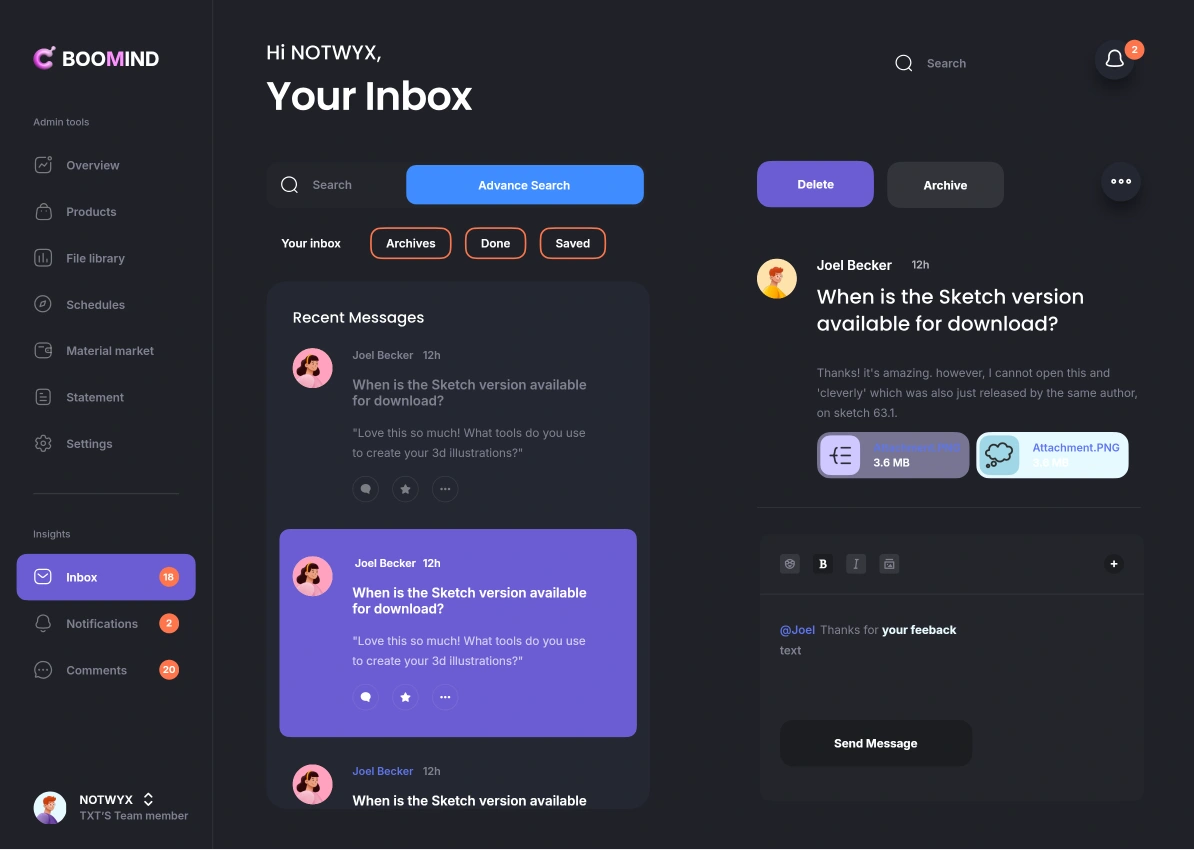 BOOMIND
Admin tools
Overview
Products
File library
Schedules
Material market
Statement
Settings
Insights
Inbox 18
Notifications 2
Comments 20
NOTWYX
TXT'S Team member
Hi NOTWYX,
Your Inbox
Search
2
Search
Advance Search
Your inbox
Archives
Done
Saved
Recent Messages
Joel Becker 12h
When is the Sketch version available
for download?
"Love this so much! What tools do you use
to create your 3d illustrations?"
Joel Becker 12h
When is the Sketch version available
for download?
"Love this so much! What tools do you use
to create your 3d illustrations?"
Joel Becker 12h
When is the Sketch version available
Delete
Archive
Joel Becker 12h
When is the Sketch version
available for download?
Thanks! it's amazing. however, I cannot open this and
'cleverly' which was also just released by the same author,
on sketch 63.1.
Attachment.PNG
3.6 MB
Attachment.PNG
3.6 MB
B I
@Joel Thanks for your feeback
text
Send Message